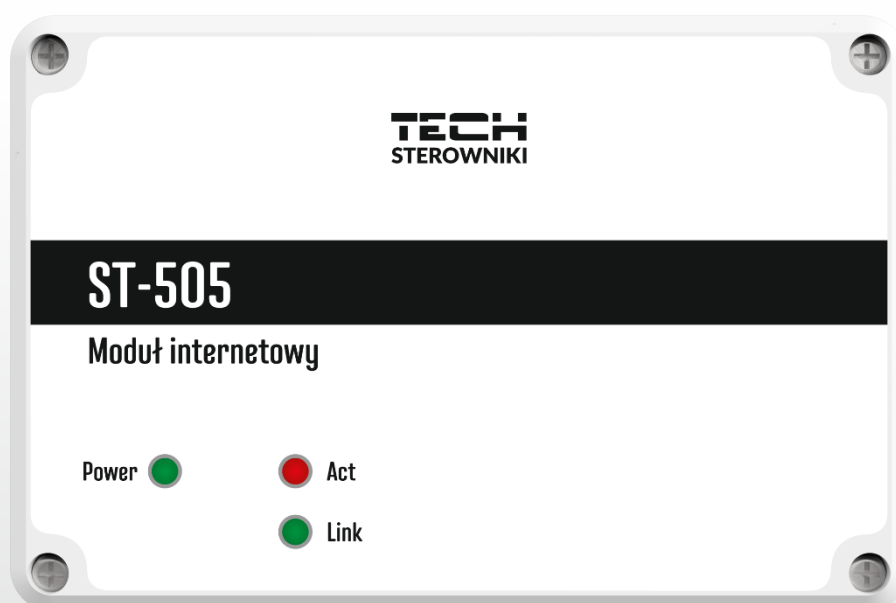 TECH
STEROWNIKI
ST-505
Moduł internetowy
Power
Act
Link